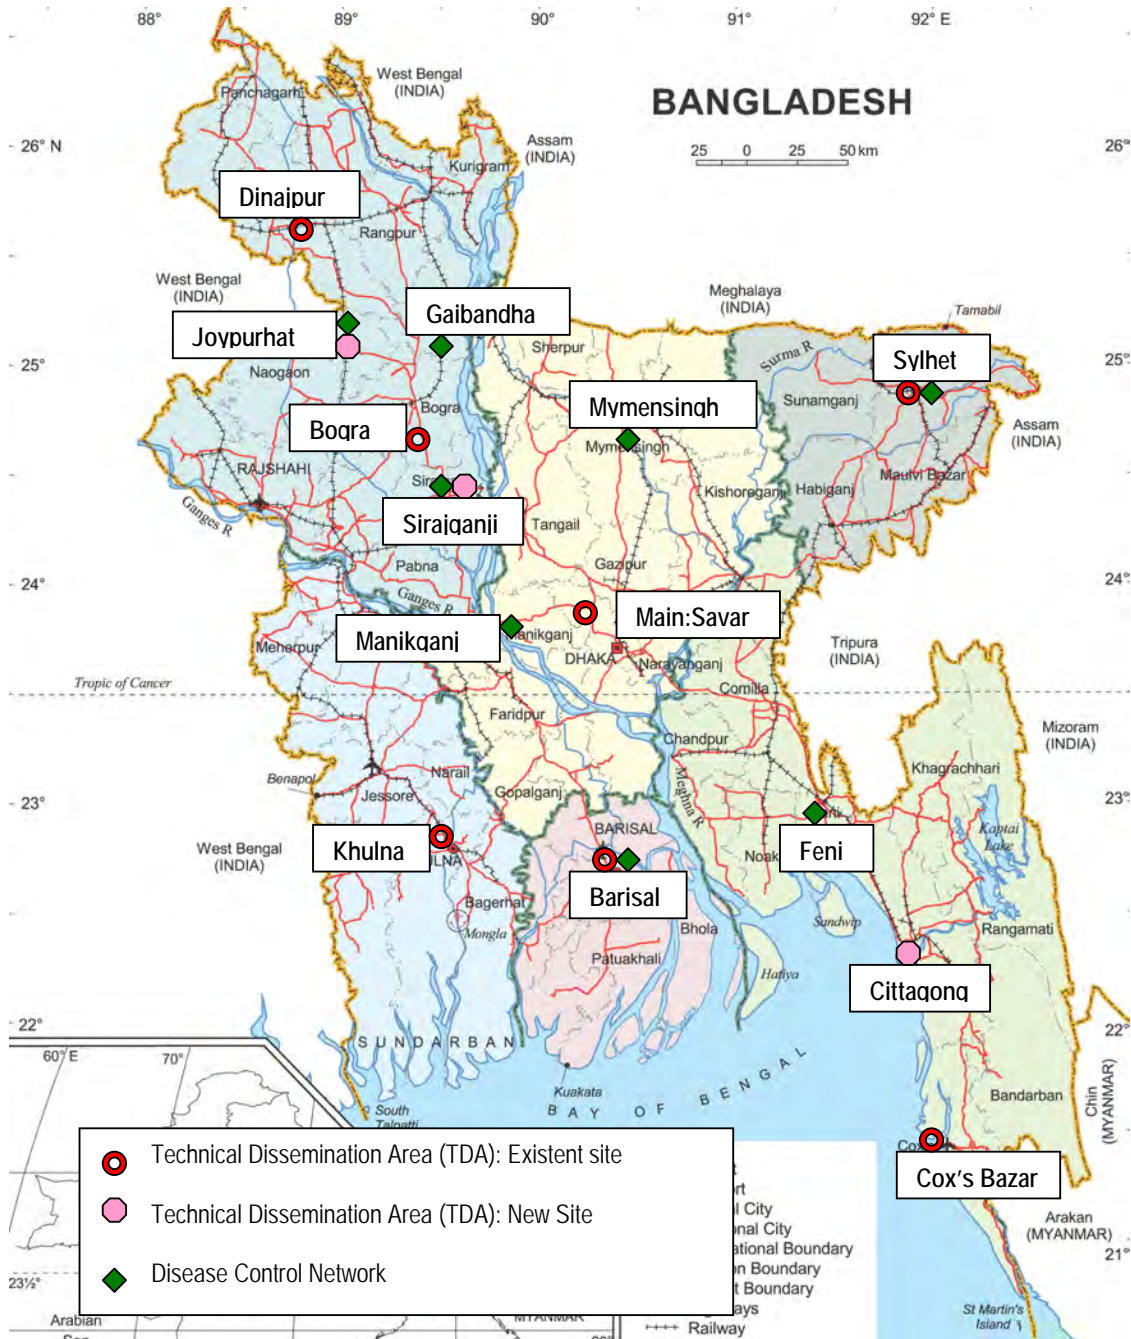 88°
89°
90°
91°
92° E
West Bengal
(INDIA)
BANGLADESH
Panchagarh
25 0 25 50 km
Assam
(INDIA)
26° N
26°
Kurigram
Dinajpur
Rangpur
West Bengal
(INDIA)
Meghalaya
(INDIA)
Tamabil
Gaibandha
Joypurhat
Sherpur
Surma R
Sylhet
25°
25°
Naogaon
Sunamganj
Mymensingh
Bogra
Bogra
Assam
(INDIA)
Mymensingh
RAJSHAHI
Maulvi Bazar
Kishoreganj
Habiganj
Ganges R
Sirajganji
Tangail
Pabna
Gazipur
24°
24°
Ganges R
Main:Savar
Manikganj
Manikganj
Meherpur
DHAKA
Narayanganj
Tripura
(INDIA)
Tropic of Cancer
Comilla
Faridpur
Chandpur
Mizoram
(INDIA)
Khagrachhari
Narail
Benapol
Jessore
Gopalganj
Meghna R
23°
23°
BARISAL
Kaptai
Lake
West Bengal
(INDIA)
Khulna
Feni
Barisal
Bagerhat
Mongla
Sandwip
Bhola
Rangamati
Patuakhali
Hatiya
Cittagong
22°
22°
SUNDARBAN
60° E
70°
BAY OF BENGAL
Kuakata
Bandarban
Chin
(MYANMAR)
South
Talpatti
Technical Dissemination Area (TDA): Existent site
Cox's Bazar
Technical Dissemination Area (TDA): New Site
Arakan
(MYANMAR)
Disease Control Network
21°
23½°
St Martin's
Island
Arabian
MYANMAR
Railway